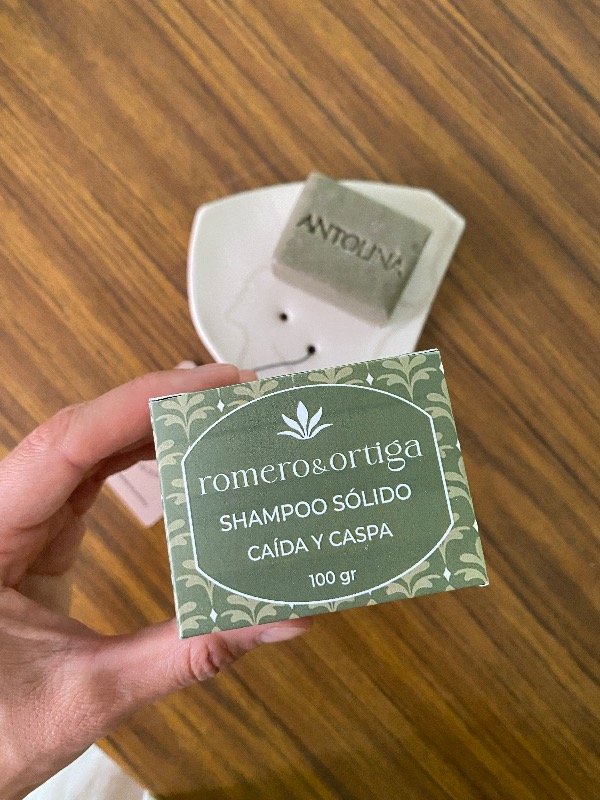 ANTOLINA
romero&ortiga
SHAMPOO SÓLIDO
CAÍDA Y CASPA
100 gr